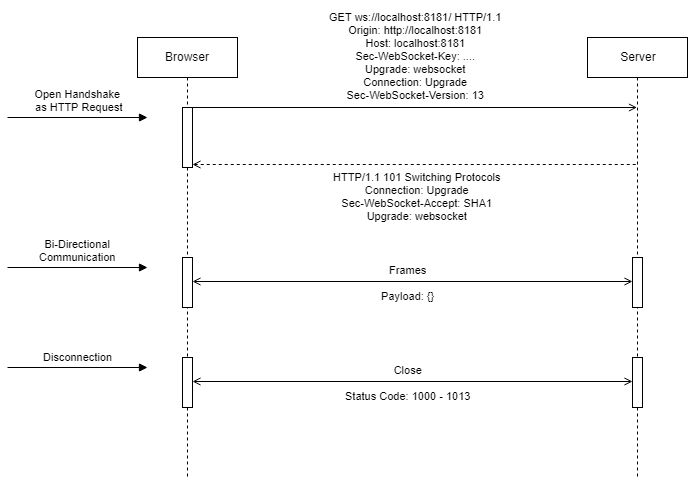 GET ws://localhost:8181/ HTTP/1.1
Origin: http://localhost:8181
Host: localhost:8181
Sec-WebSocket-Key: ....
Upgrade: websocket
Connection: Upgrade
Sec-WebSocket-Version: 13
Browser
Server
Open Handshake
as HTTP Request
HTTP/1.1 101 Switching Protocols
Connection: Upgrade
Sec-WebSocket-Accept: SHA1
Upgrade: websocket
Bi-Directional
Communication
Frames
Payload: {}
Disconnection
Close
Status Code: 1000 - 1013